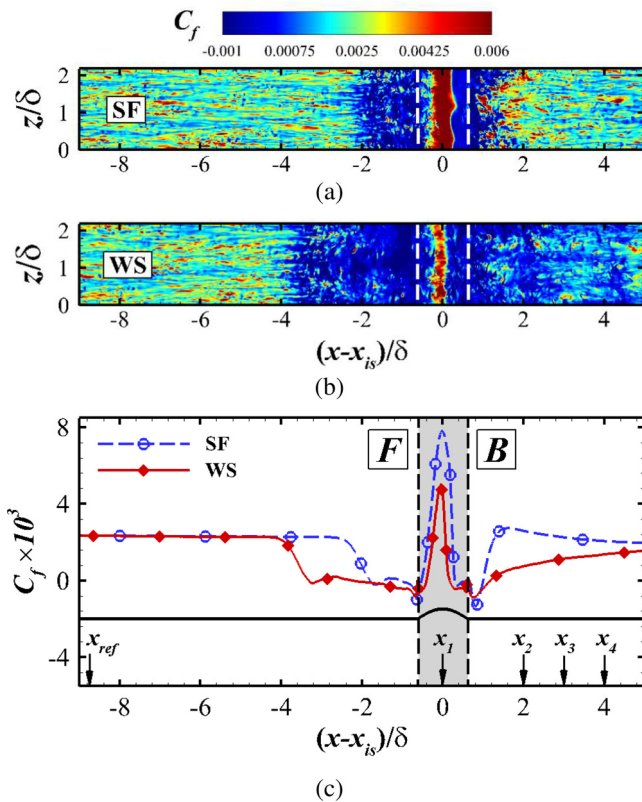 C_f
-0.001 0.00075 0.0025 0.00425 0.006
z/δ
2
1
0
SF
-8 -6 -4 -2 0 2 4
(a)
z/δ
2
1
0
WS
-8 -6 -4 -2 0 2 4
(x-x_is)/δ
(b)
C_f×10^3
8
4
0
-4
SF
WS
F B
x_ref x_1 x_2 x_3 x_4
-8 -6 -4 -2 0 2 4
(x-x_is)/δ
(c)